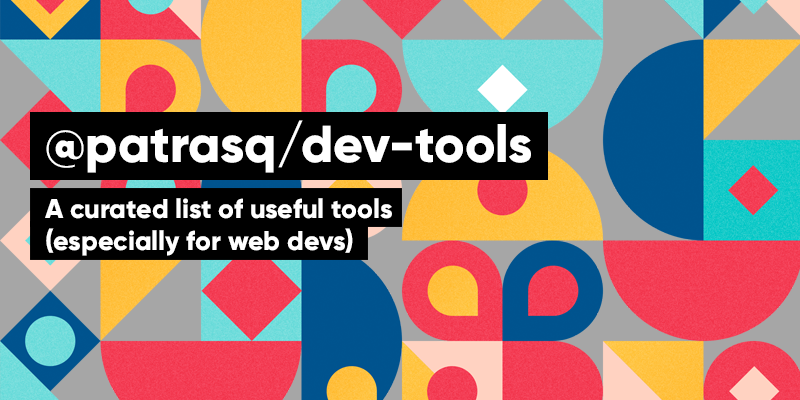 @patrasq/dev-tools
A curated list of useful tools
(especially for web devs)